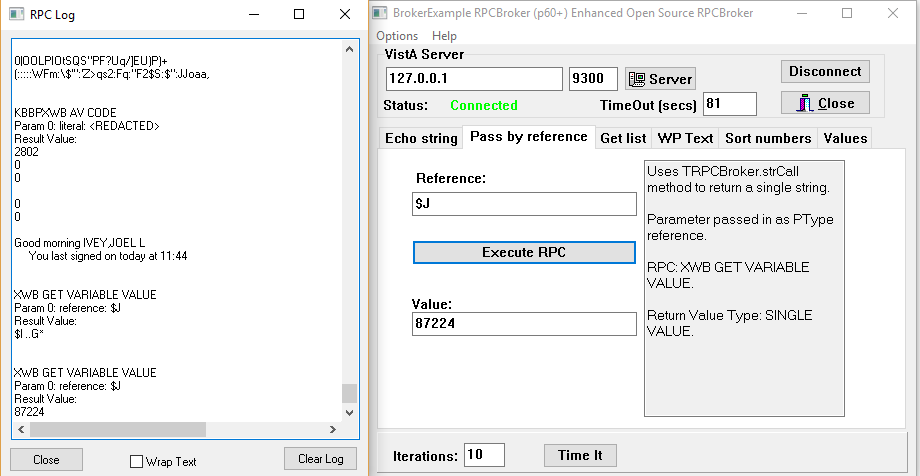 RPC Log
0|OOLPIOtSQS"PF?Uq/]EU)P)+
(:::::WFm:\$"':'Z>qs2:Fq:"F2$S:$":JJoaa,
KBBPXWB AV CODE
Param 0: literal: <REDACTED>
Result Value:
2802
0
0
0
0
Good morning IVEY,JOEL L
You last signed on today at 11:44
XWB GET VARIABLE VALUE
Param 0: reference: $J
Result Value:
$I ..G*
XWB GET VARIABLE VALUE
Param 0: reference: $J
Result Value:
87224
Close
Wrap Text
Clear Log
BrokerExample RPCBroker (p60+) Enhanced Open Source RPCBroker
Options Help
VistA Server
127.0.0.1 9300 Server
Disconnect
Status: Connected TimeOut (secs) 81
Close
Echo string Pass by reference Get list WP Text Sort numbers Values
Reference:
$J
Execute RPC
Value:
87224
Uses TRPCBroker.strCall
method to return a single string.
Parameter passed in as PType
reference.
RPC: XWB GET VARIABLE
VALUE.
Return Value Type: SINGLE
VALUE.
Iterations: 10 Time It